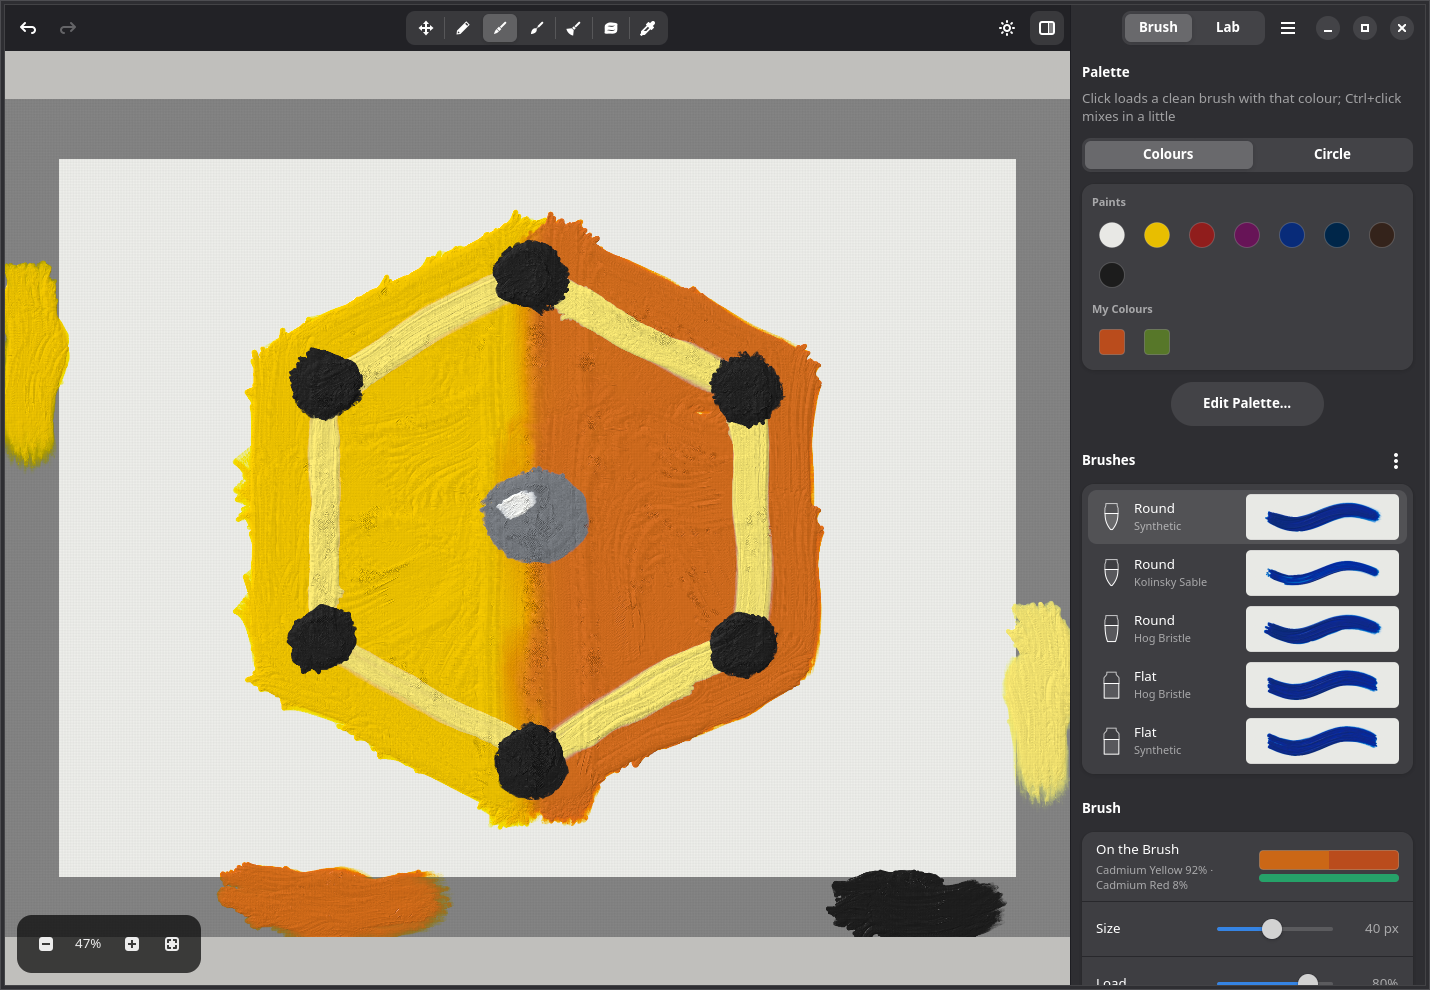 Brush
Lab
Palette
Click loads a clean brush with that colour; Ctrl+click
mixes in a little
Colours
Circle
Paints
My Colours
Edit Palette...
Brushes
Round
Synthetic
Round
Kolinsky Sable
Round
Hog Bristle
Flat
Hog Bristle
Flat
Synthetic
Brush
On the Brush
Cadmium Yellow 92% ·
Cadmium Red 8%
Size
40 px
Load
80%
47%